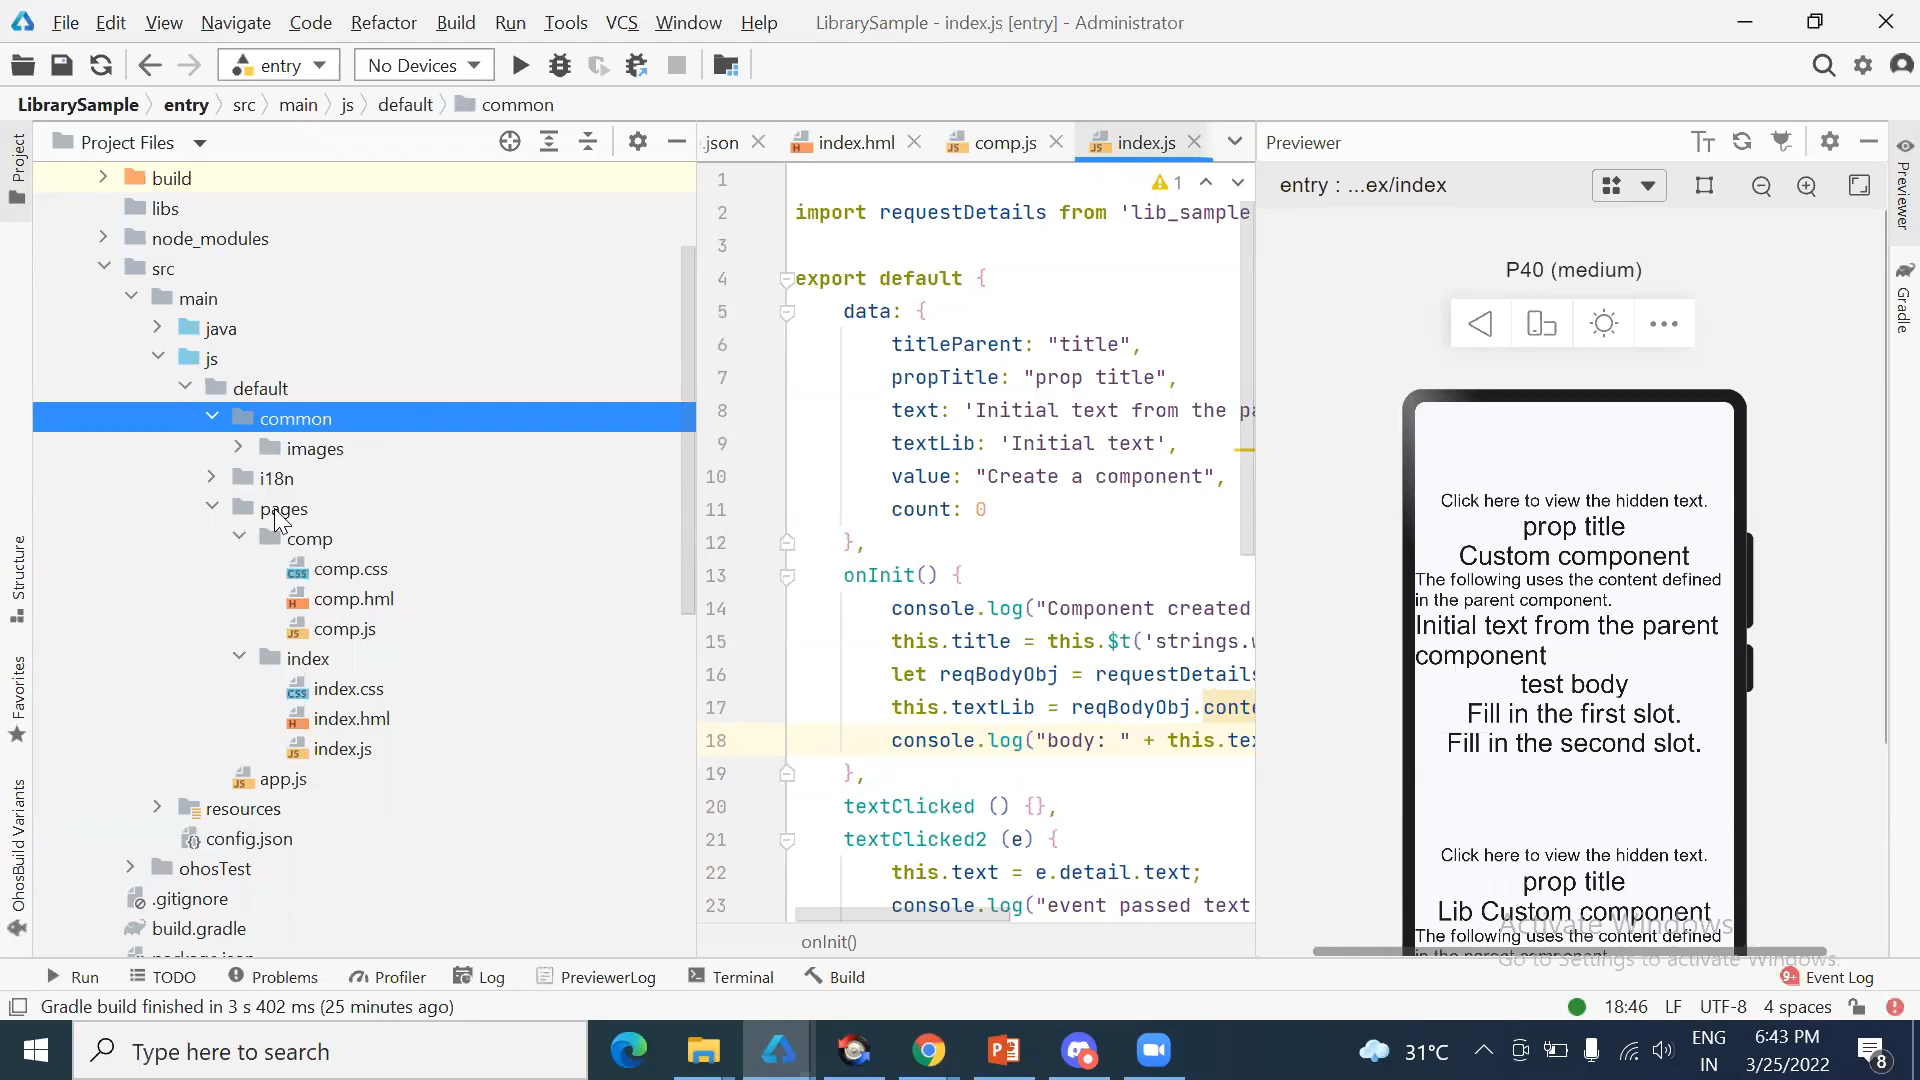 File Edit View Navigate Code Refactor Build Run Tools VCS Window Help LibrarySample - index.js [entry] - Administrator
entry No Devices
LibrarySample entry src main js default common
Project Files
.json index.hml comp.js index.js
Previewer
entry : ...ex/index
P40 (medium)
Project
Structure
Favorites
OhosBuild Variants
Previewer
Gradle
build
libs
node_modules
src
main
java
js
default
common
images
i18n
pages
comp
comp.css
comp.hml
comp.js
index
index.css
index.hml
index.js
app.js
resources
config.json
ohosTest
.gitignore
build.gradle
1
1
2 import requestDetails from 'lib_sample
3
4 export default {
5 data: {
6 titleParent: "title",
7 propTitle: "prop title",
8 text: 'Initial text from the pa
9 textLib: 'Initial text',
10 value: "Create a component",
11 count: 0
12 },
13 onInit() {
14 console.log("Component created
15 this.title = this.$t('strings.w
16 let reqBodyObj = requestDetails
17 this.textLib = reqBodyObj.conte
18 console.log("body: " + this.tex
19 },
20 textClicked () {},
21 textClicked2 (e) {
22 this.text = e.detail.text;
23 console.log("event passed text
onInit()
Click here to view the hidden text.
prop title
Custom component
The following uses the content defined
in the parent component.
Initial text from the parent
component
test body
Fill in the first slot.
Fill in the second slot.
Click here to view the hidden text.
prop title
Lib Custom component
The following uses the content defined
Activate Windows
Go to Settings to activate Windows.
Run TODO Problems Profiler Log PreviewerLog Terminal Build 9+ Event Log
Gradle build finished in 3 s 402 ms (25 minutes ago) 18:46 LF UTF-8 4 spaces
Type here to search
31°C ENG
IN
6:43 PM
3/25/2022
8